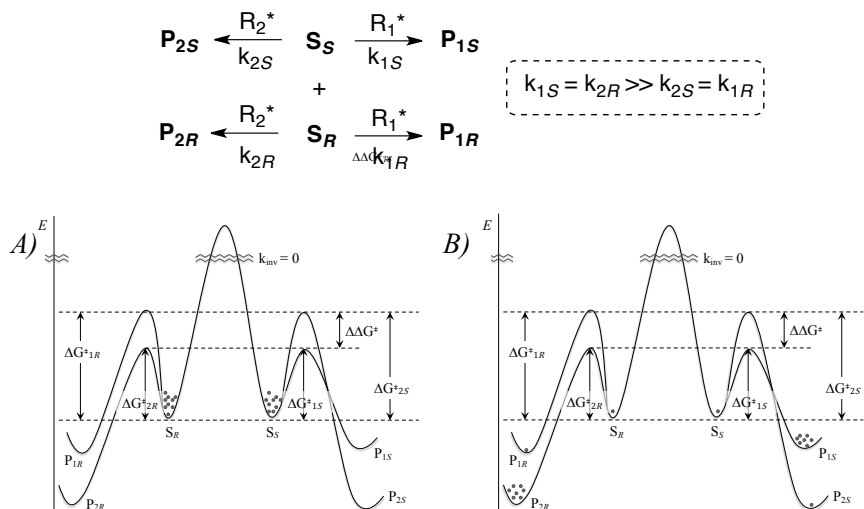 P2S R2* k2S SS R1* k1S P1S
+
k1S = k2R >> k2S = k1R
P2R R2* k2R SR R1* k1R P1R
A) E
kinv = 0
ΔΔG‡
ΔG‡1R ΔG‡2R ΔG‡1S ΔG‡2S
SR SS
P1R P1S
P2R P2S
B) E
kinv = 0
ΔΔG‡
ΔG‡1R ΔG‡2R ΔG‡1S ΔG‡2S
SR SS
P1R P1S
P2R P2S